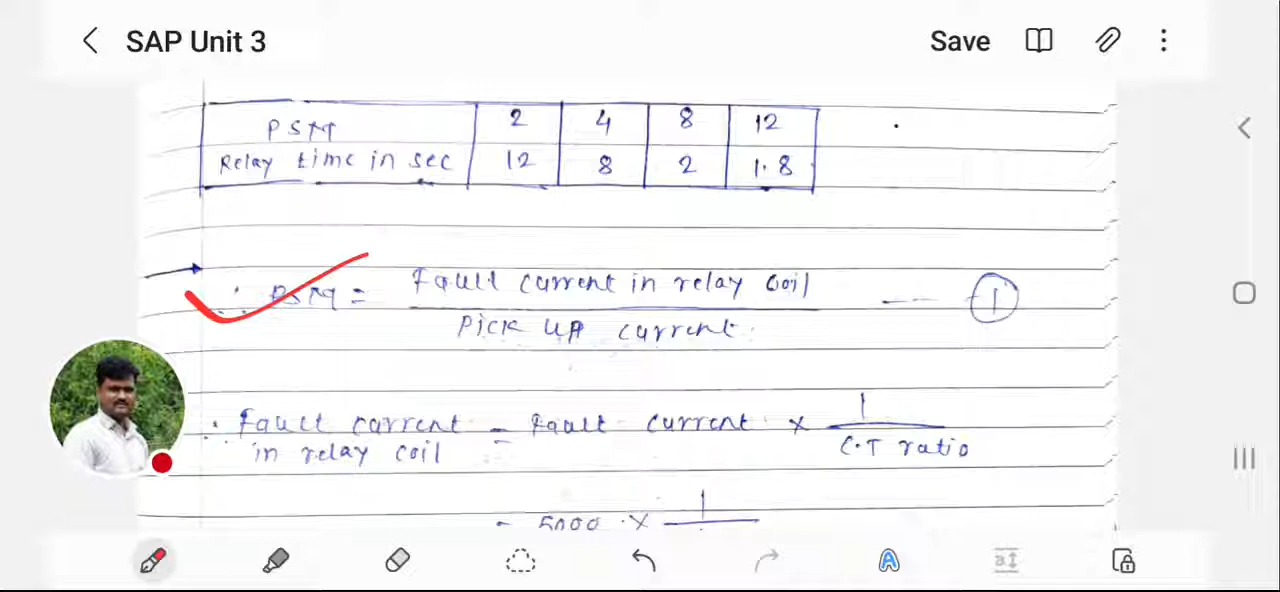 SAP Unit 3
Save
PSM 2 4 8 12
Relay time in sec 12 8 2 1.8
∴ PSM = Fault current in relay coil / Pick up current --- ①
∴ Fault current in relay coil = Fault current × 1 / C.T ratio
= 5000 × 1